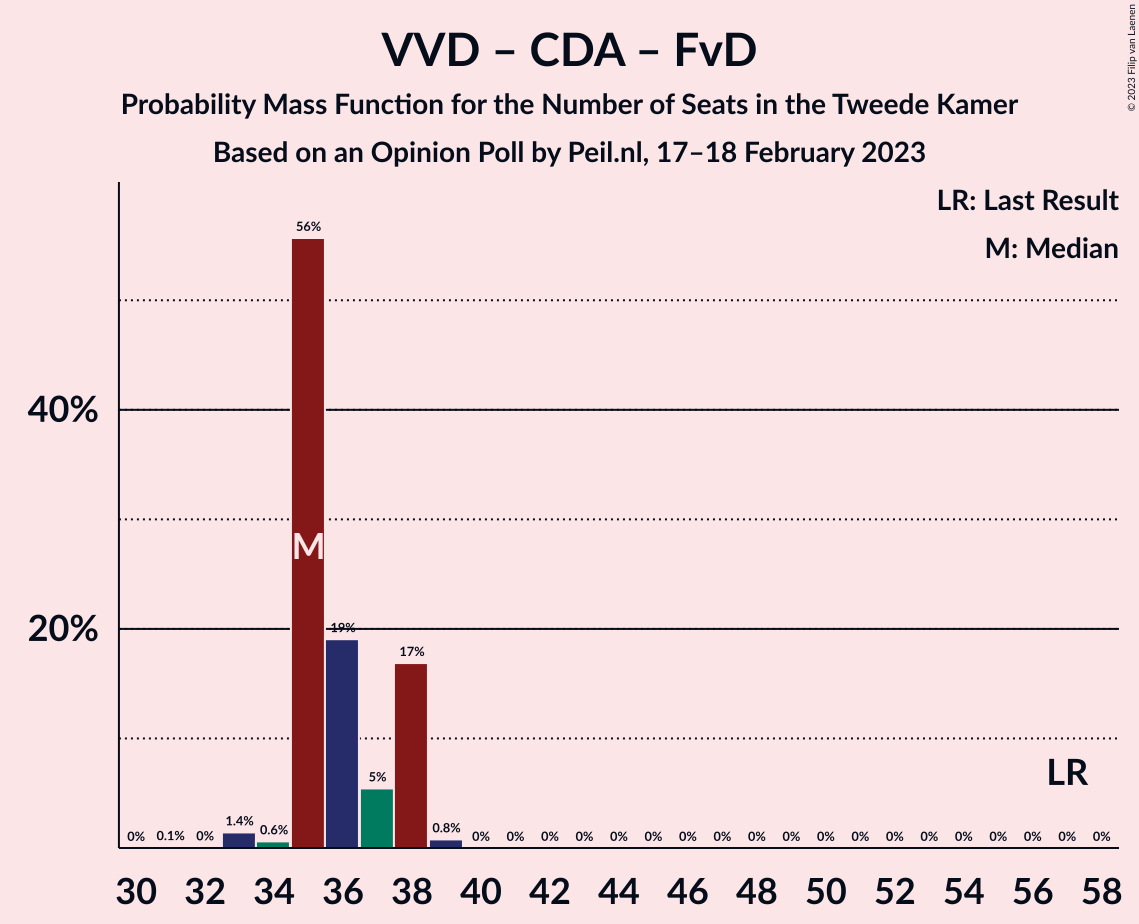 VVD – CDA – FvD
Probability Mass Function for the Number of Seats in the Tweede Kamer
Based on an Opinion Poll by Peil.nl, 17–18 February 2023
© 2023 Filip van Laenen
LR: Last Result
M: Median
56%
40%
M
20%
19%
17%
LR
5%
0% 0.1% 0% 1.4% 0.6% 0.8% 0% 0% 0% 0% 0% 0% 0% 0% 0% 0% 0% 0% 0% 0% 0% 0% 0% 0% 0%
30 32 34 36 38 40 42 44 46 48 50 52 54 56 58